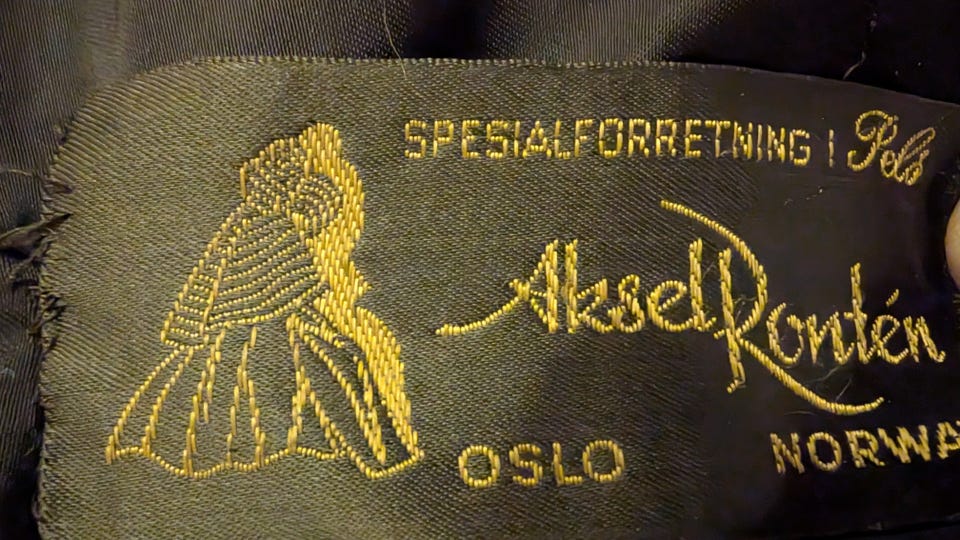 SPESIALFORRETNING I Pels
Aksel Rontén
OSLO NORWA